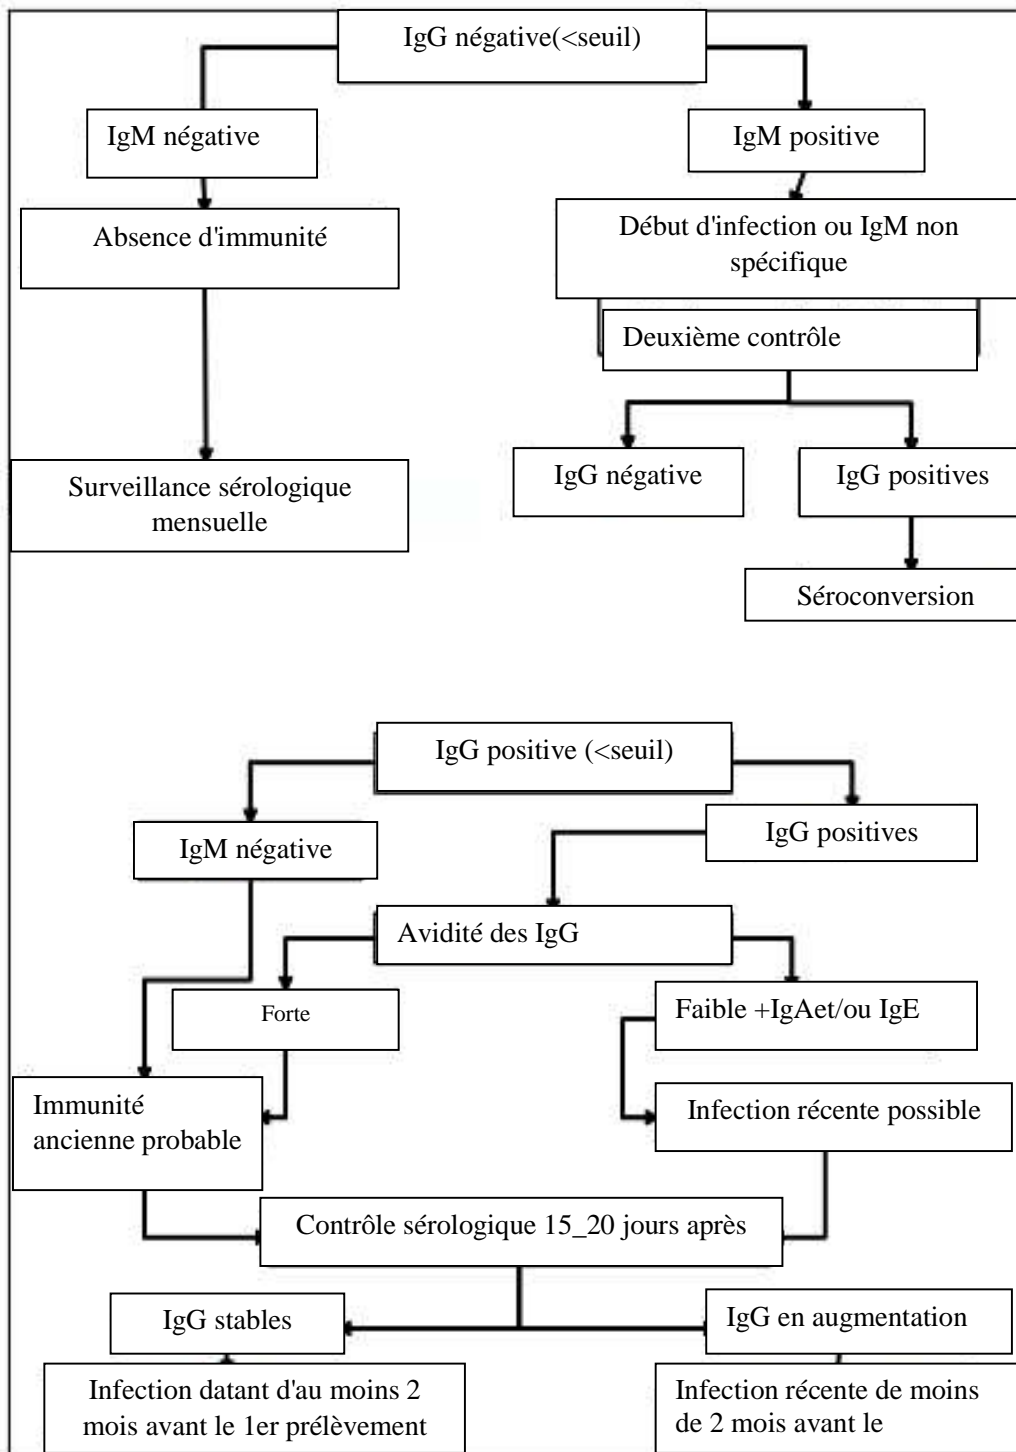 IgG négative(<seuil)
IgM négative
IgM positive
Absence d'immunité
Début d'infection ou IgM non
spécifique
Deuxième contrôle
IgG négative
IgG positives
Surveillance sérologique
mensuelle
Séroconversion
IgG positive (<seuil)
IgM négative
IgG positives
Avidité des IgG
Forte
Faible +IgAet/ou IgE
Immunité
ancienne probable
Infection récente possible
Contrôle sérologique 15_20 jours après
IgG stables
IgG en augmentation
Infection datant d'au moins 2
mois avant le 1er prélèvement
Infection récente de moins
de 2 mois avant le